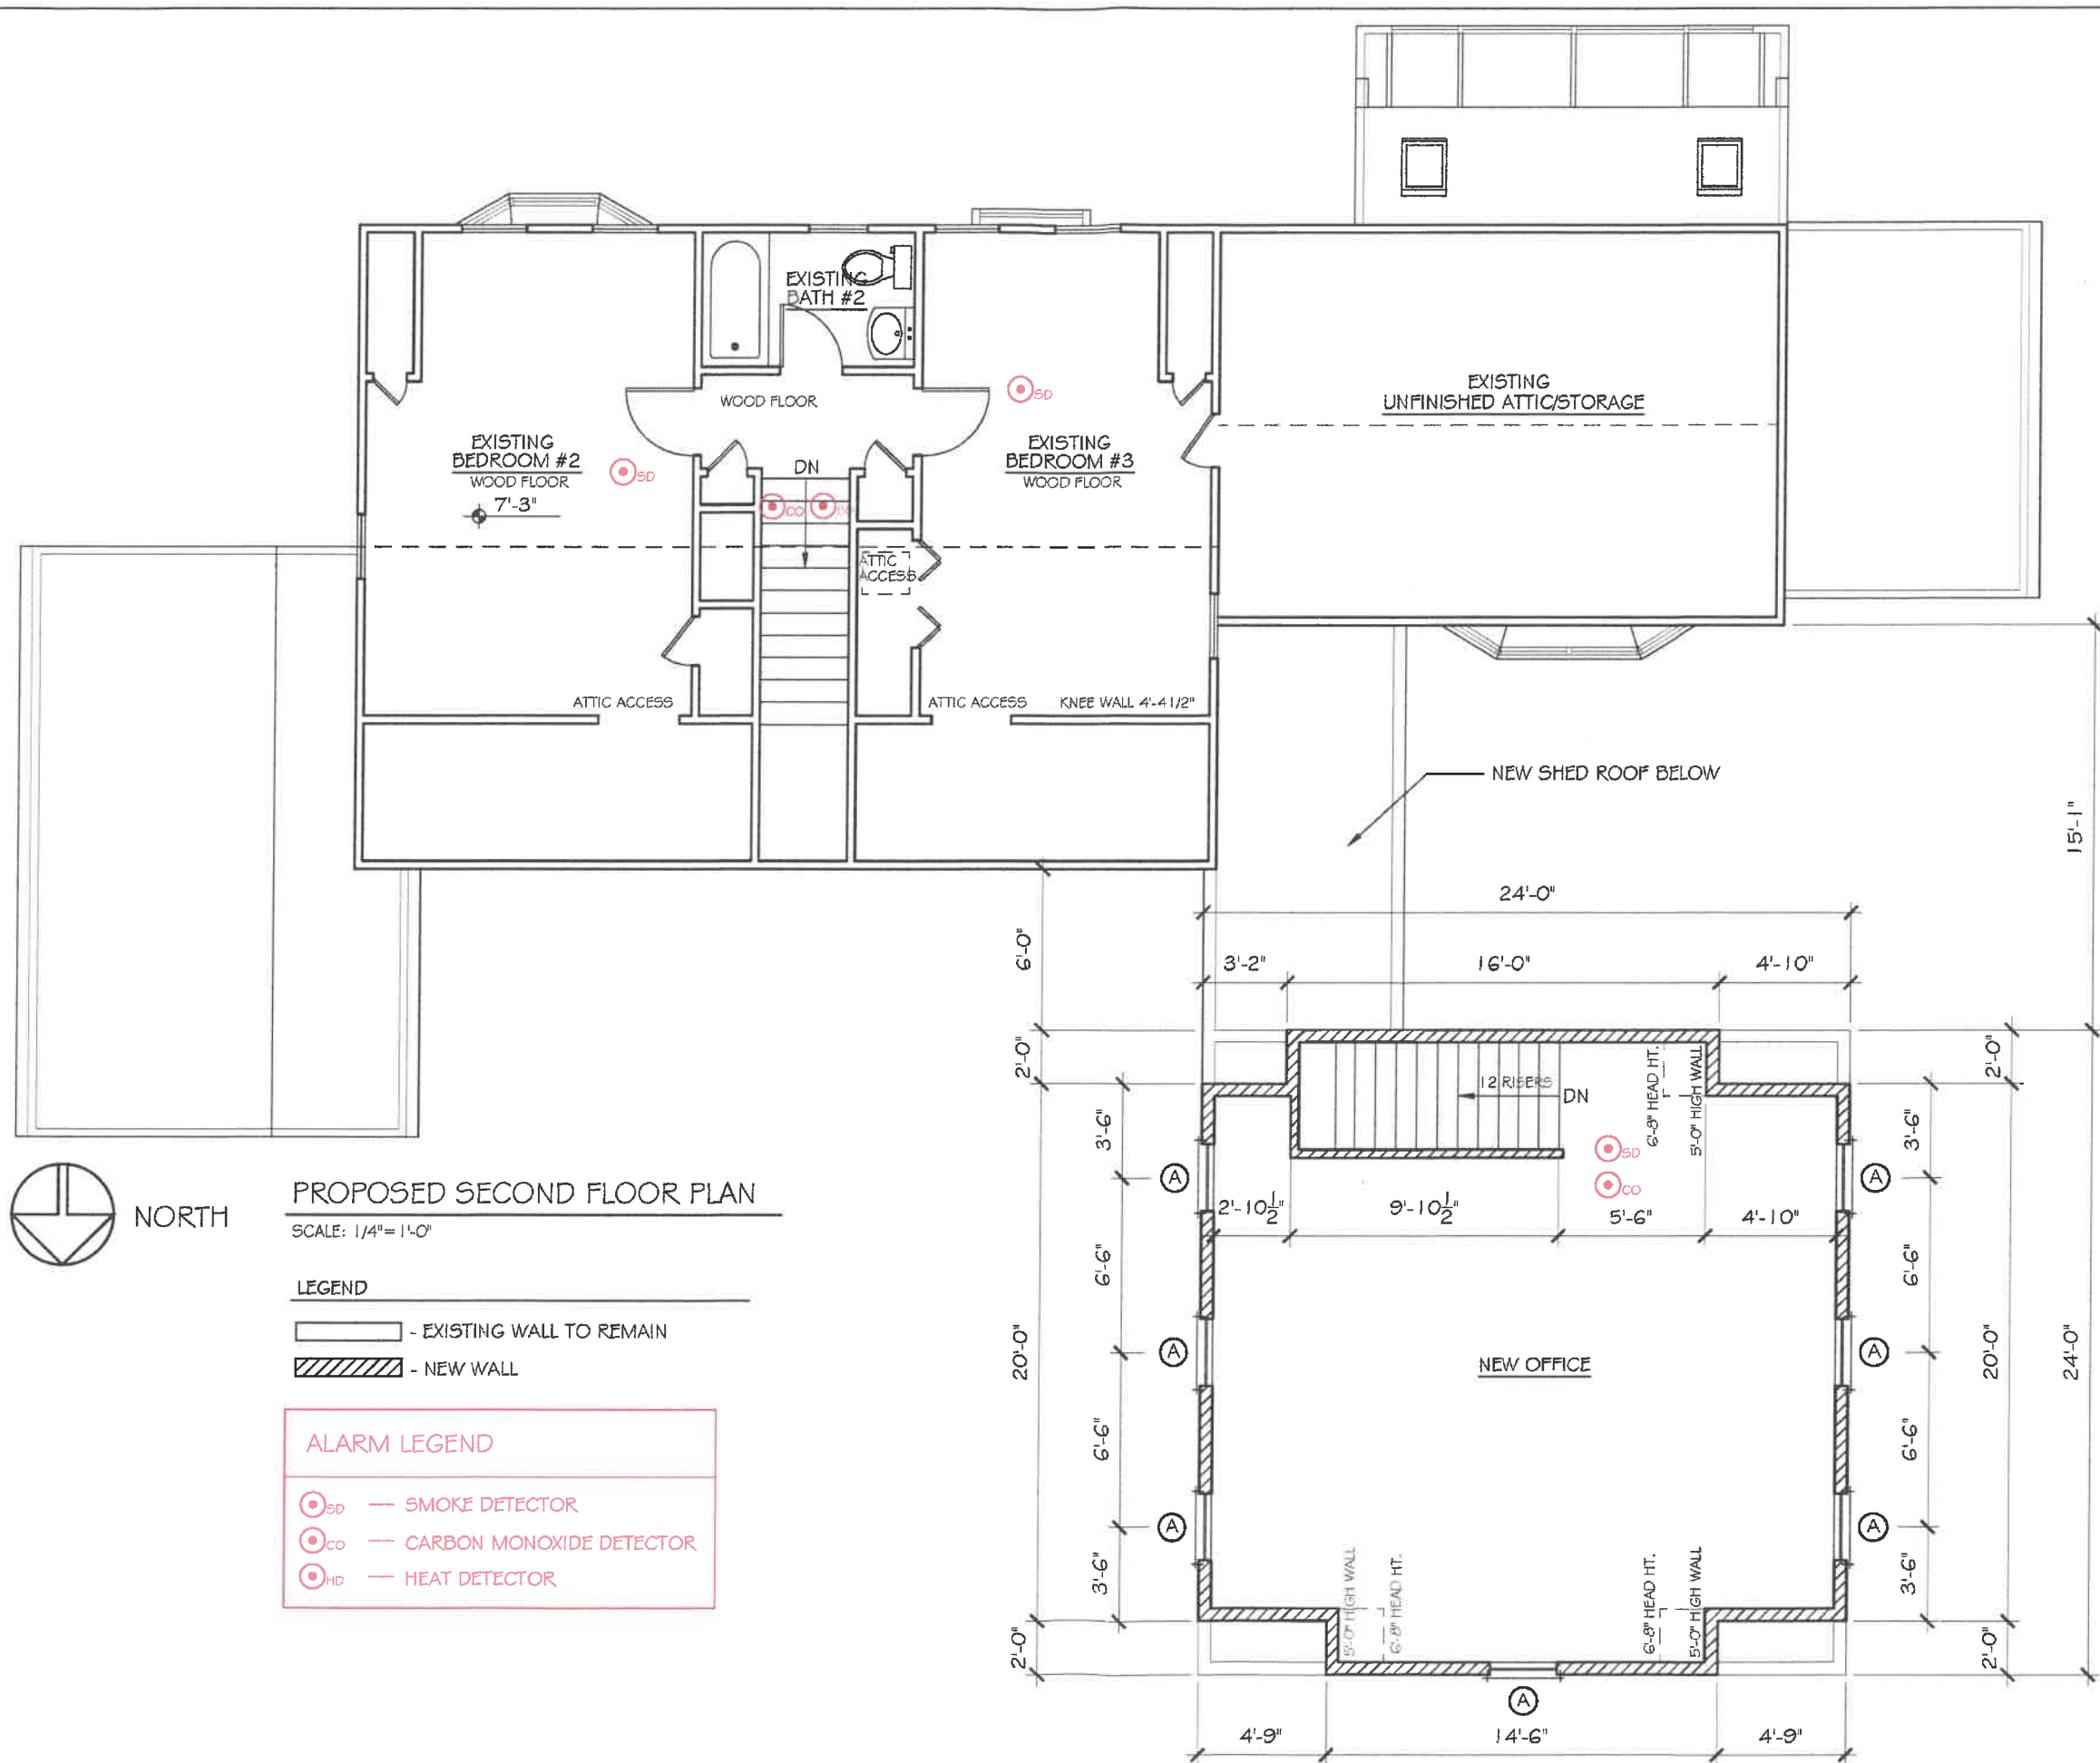 EXISTING
BATH #2
WOOD FLOOR
SD
EXISTING
UNFINISHED ATTIC/STORAGE
EXISTING
BEDROOM #2
WOOD FLOOR
7'-3"
SD
DN
CO
EXISTING
BEDROOM #3
WOOD FLOOR
ATTIC
ACCESS
ATTIC ACCESS
ATTIC ACCESS
KNEE WALL 4'-4 1/2"
NEW SHED ROOF BELOW
15'-1"
24'-0"
6'-0"
3'-2"
16'-0"
4'-10"
2'-0"
12 RISERS
DN
6'-8" HEAD HT.
5'-0" HIGH WALL
2'-0"
3'-6"
3'-6"
SD
CO
A
A
2'-10 1/2"
9'-10 1/2"
5'-6"
4'-10"
NORTH
PROPOSED SECOND FLOOR PLAN
SCALE: 1/4"= 1'-0"
LEGEND
- EXISTING WALL TO REMAIN
- NEW WALL
ALARM LEGEND
SD — SMOKE DETECTOR
CO — CARBON MONOXIDE DETECTOR
HD — HEAT DETECTOR
6'-6"
6'-6"
20'-0"
A
NEW OFFICE
A
20'-0"
24'-0"
6'-6"
6'-6"
A
A
3'-6"
3'-6"
5'-0" HIGH WALL
6'-8" HEAD HT.
6'-8" HEAD HT.
5'-0" HIGH WALL
2'-0"
2'-0"
A
4'-9"
14'-6"
4'-9"